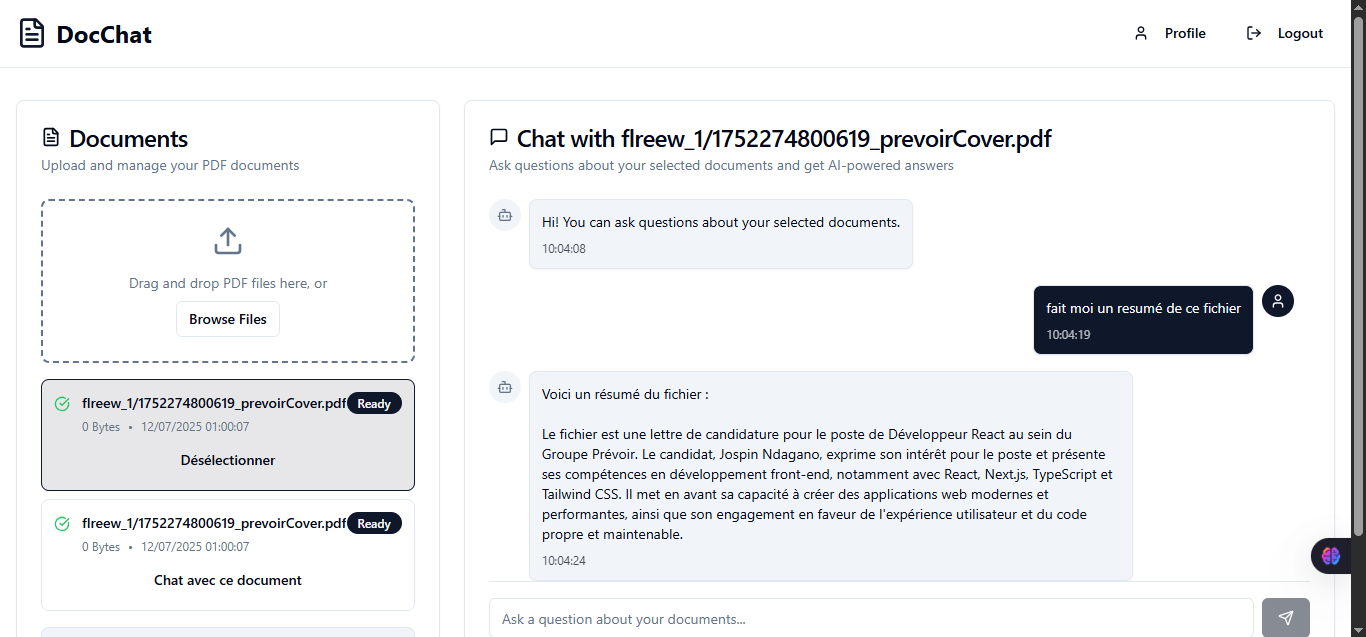 DocChat
Profile
Logout
Documents
Upload and manage your PDF documents
Drag and drop PDF files here, or
Browse Files
flreew_1/1752274800619_prevoirCover.pdf
Ready
0 Bytes • 12/07/2025 01:00:07
Désélectionner
flreew_1/1752274800619_prevoirCover.pdf
Ready
0 Bytes • 12/07/2025 01:00:07
Chat avec ce document
Chat with flreew_1/1752274800619_prevoirCover.pdf
Ask questions about your selected documents and get AI-powered answers
Hi! You can ask questions about your selected documents.
10:04:08
fait moi un resumé de ce fichier
10:04:19
Voici un résumé du fichier :
Le fichier est une lettre de candidature pour le poste de Développeur React au sein du
Groupe Prévoir. Le candidat, Jospin Ndagano, exprime son intérêt pour le poste et présente
ses compétences en développement front-end, notamment avec React, Next.js, TypeScript et
Tailwind CSS. Il met en avant sa capacité à créer des applications web modernes et
performantes, ainsi que son engagement en faveur de l'expérience utilisateur et du code
propre et maintenable.
10:04:24
Ask a question about your documents...